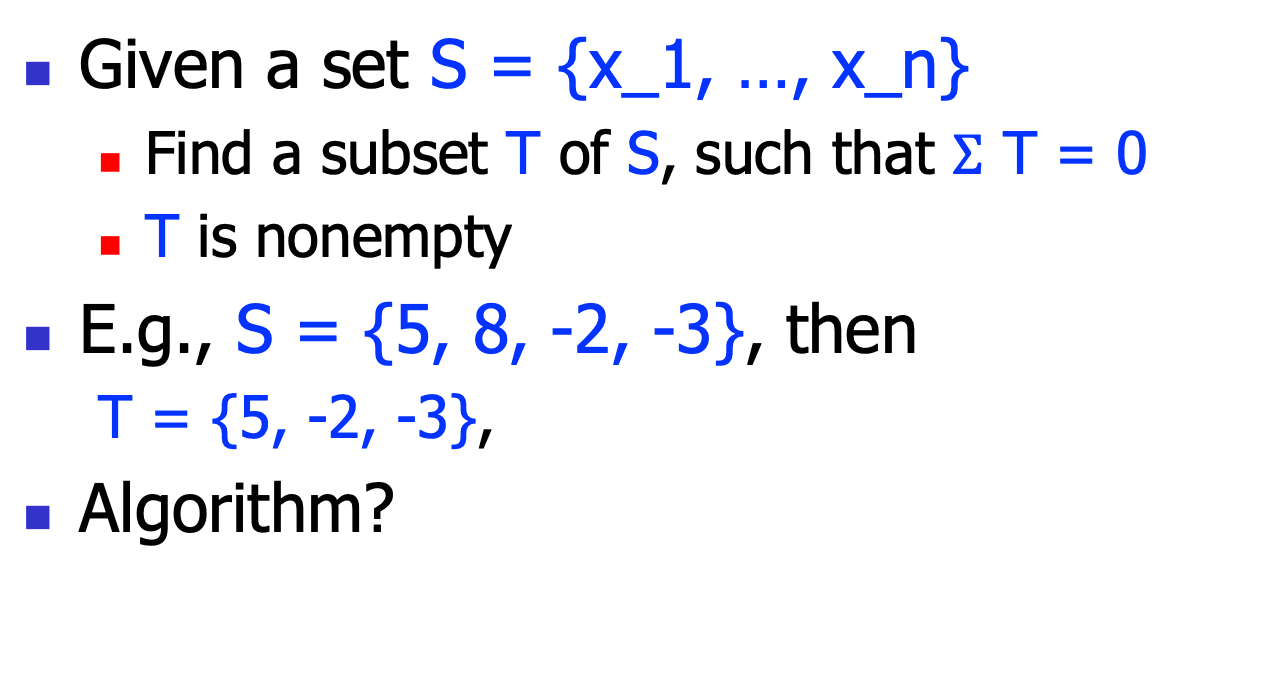 Given a set S = {x_1, ..., x_n}
Find a subset T of S, such that Σ T = 0
T is nonempty
E.g., S = {5, 8, -2, -3}, then
T = {5, -2, -3},
Algorithm?